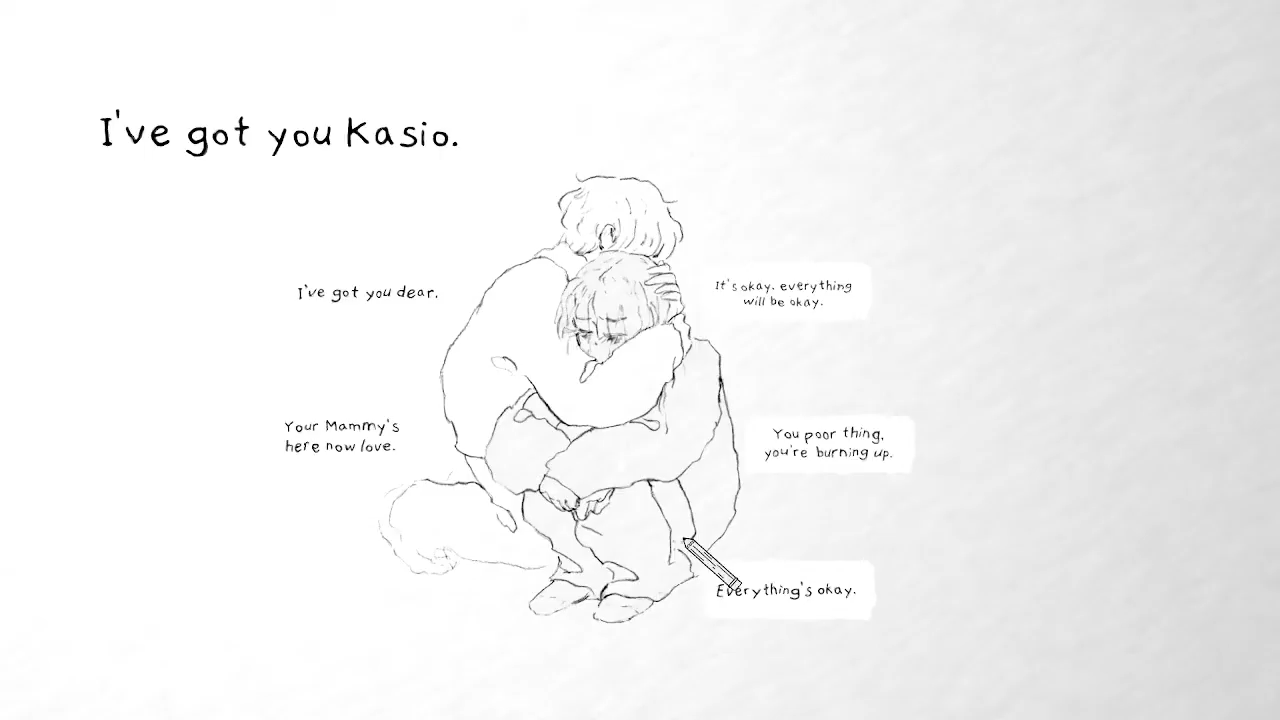 I've got you Kasio.
I've got you dear.
It's okay. everything
will be okay.
Your Mammy's
here now love.
You poor thing,
you're burning up.
Everything's okay.